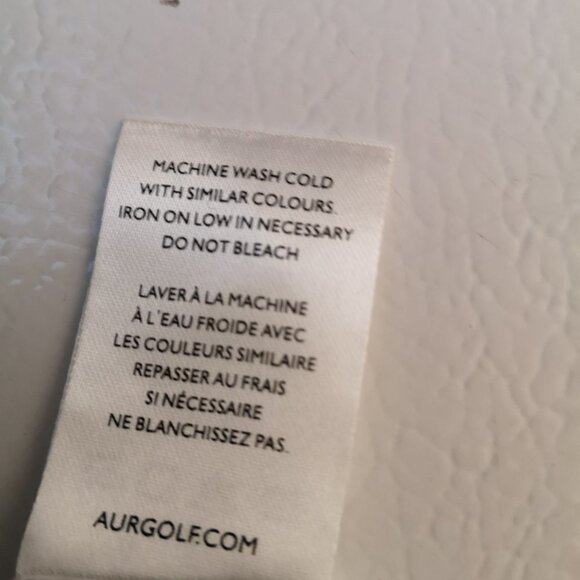 MACHINE WASH COLD
WITH SIMILAR COLOURS.
IRON ON LOW IN NECESSARY
DO NOT BLEACH
LAVER À LA MACHINE
À L'EAU FROIDE AVEC
LES COULEURS SIMILAIRE
REPASSER AU FRAIS
SI NÉCESSAIRE
NE BLANCHISSEZ PAS.
AURGOLF.COM